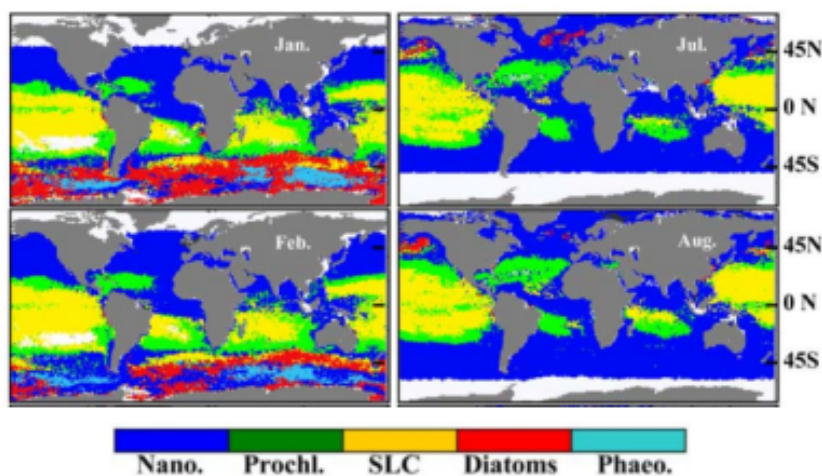 Jan.
Jul.
45N
0 N
45S
Feb.
Aug.
45N
0 N
45S
Nano. Prochl. SLC Diatoms Phaeo.